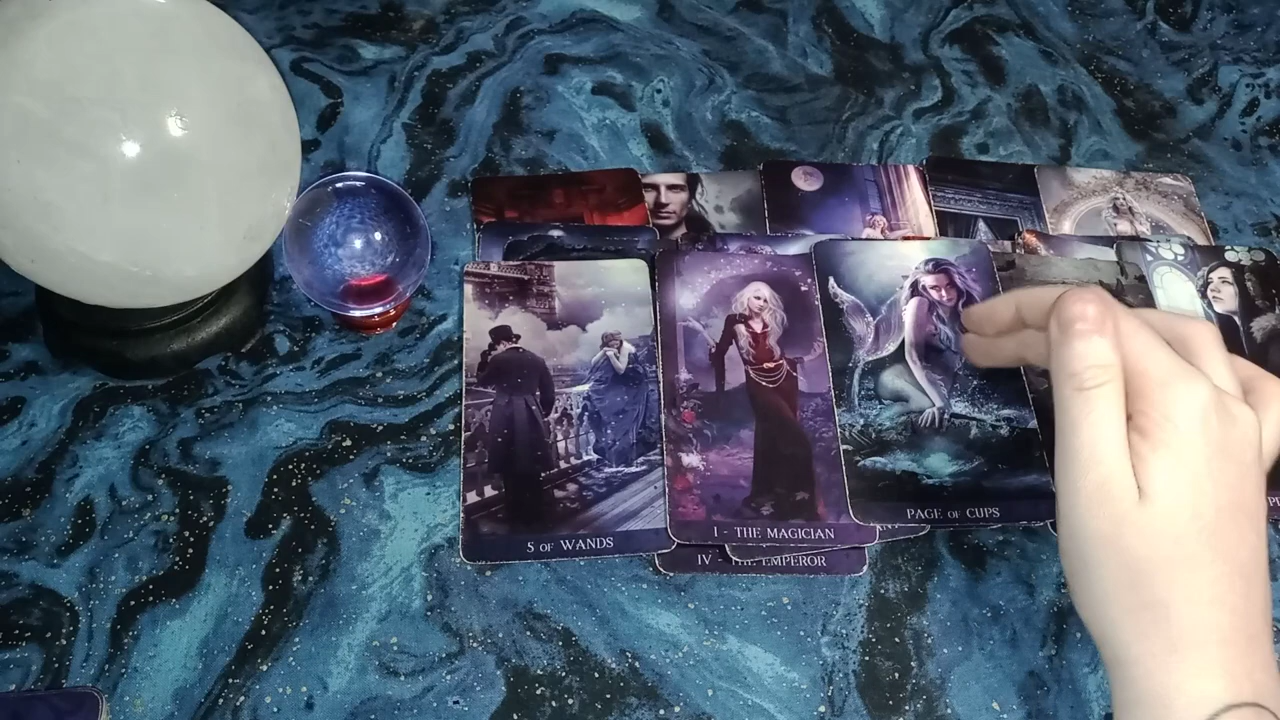 5 OF WANDS
I - THE MAGICIAN
PAGE OF CUPS
IV - THE EMPEROR